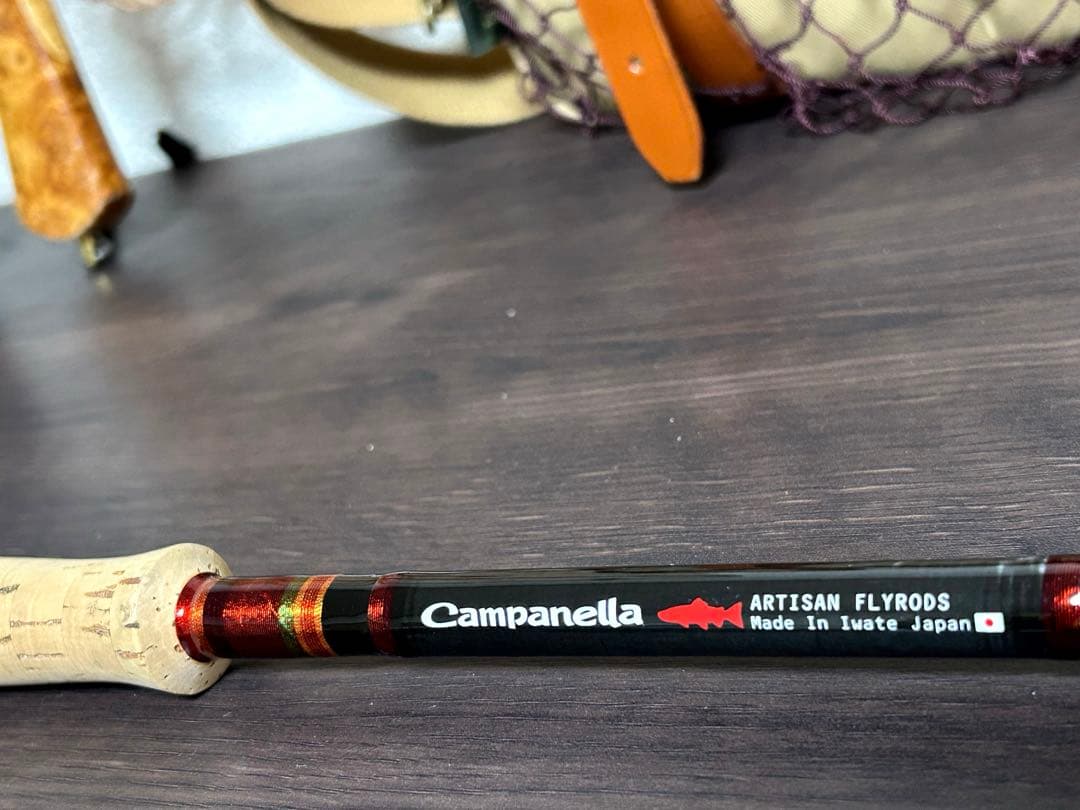 Campanella
ARTISAN FLYRODS
Made In Iwate Japan